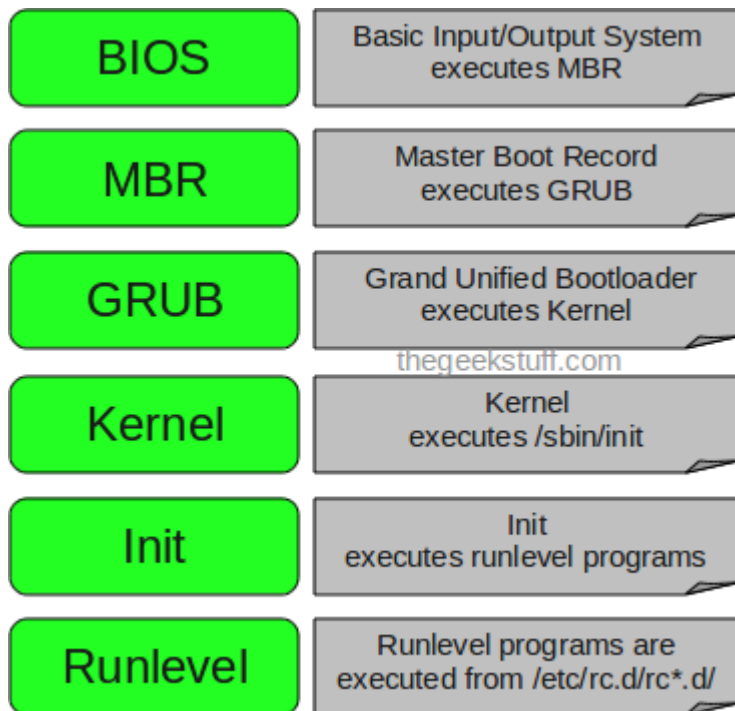 BIOS
Basic Input/Output System
executes MBR
MBR
Master Boot Record
executes GRUB
GRUB
Grand Unified Bootloader
executes Kernel
thegeekstuff.com
Kernel
Kernel
executes /sbin/init
Init
Init
executes runlevel programs
Runlevel
Runlevel programs are
executed from /etc/rc.d/rc*.d/